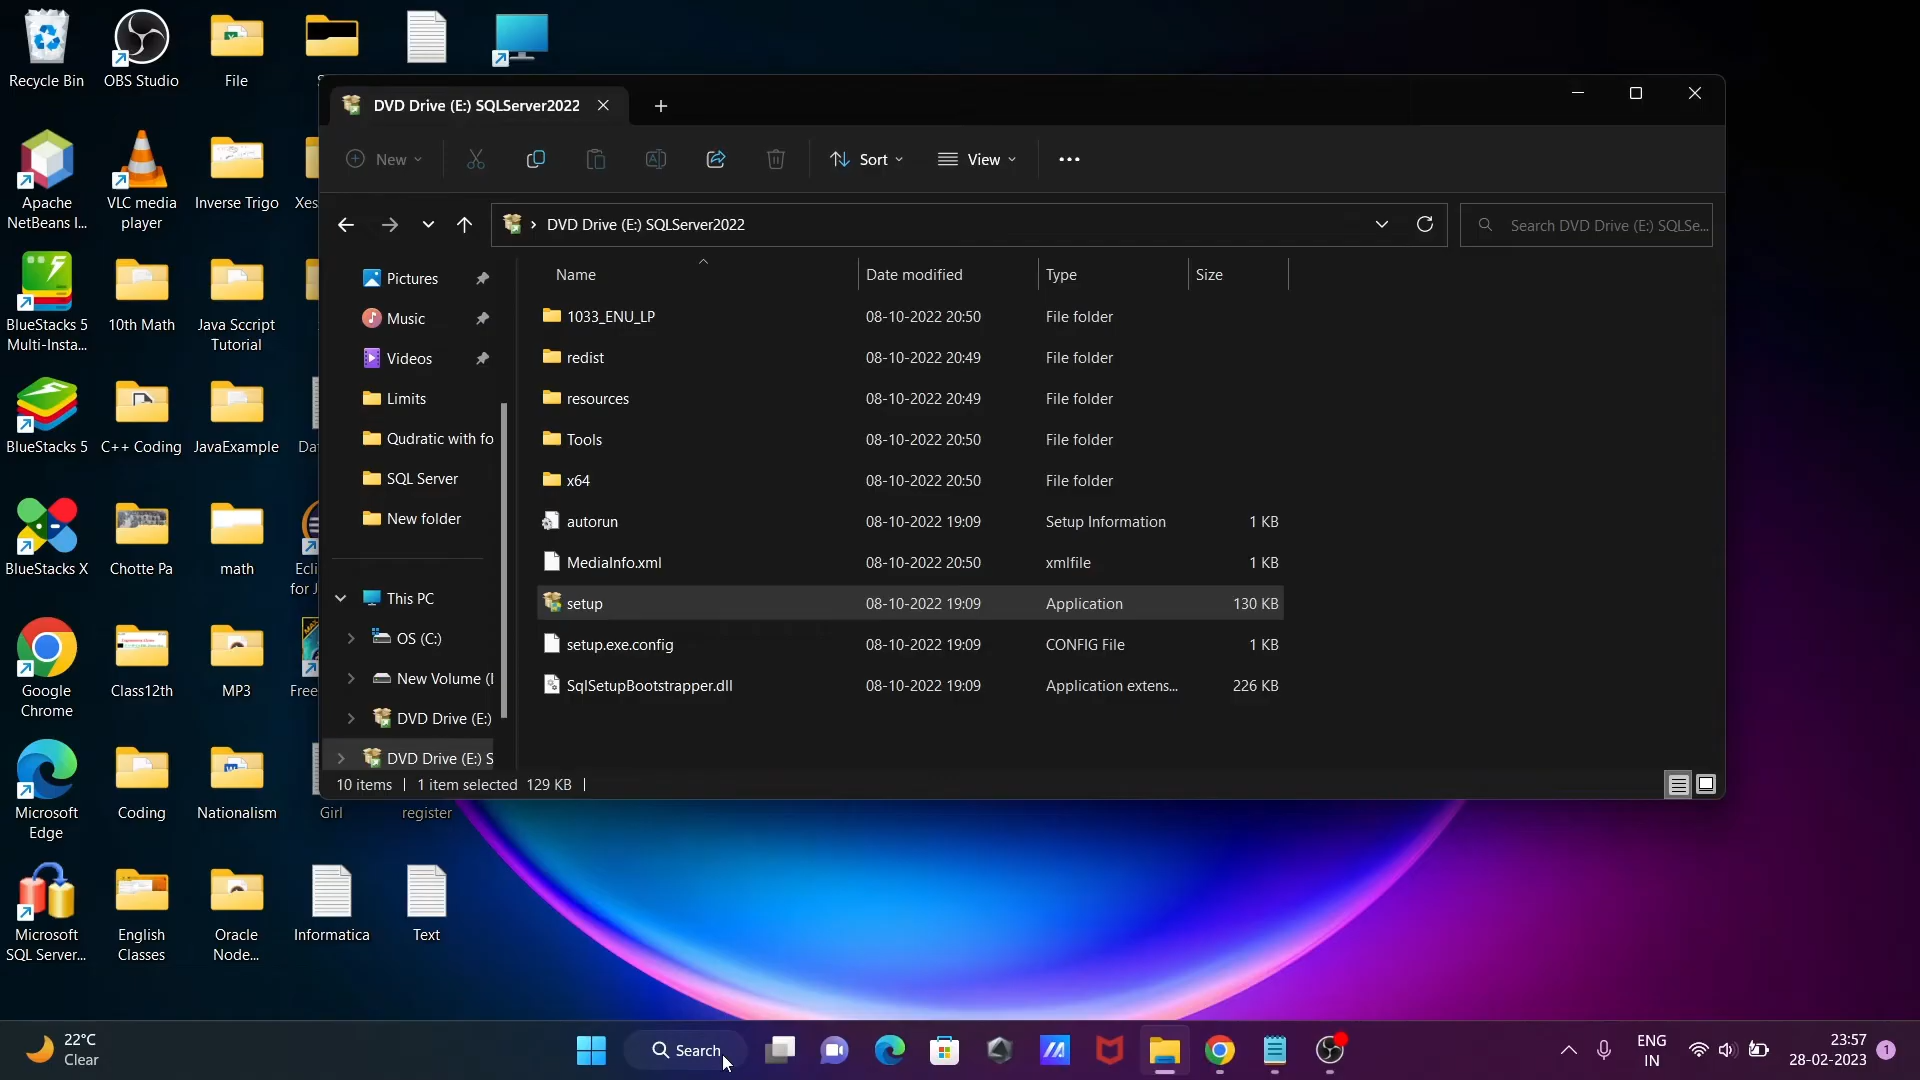 Recycle Bin
OBS Studio
File
DVD Drive (E:) SQLServer2022
New
Sort
View
Apache
NetBeans I...
VLC media
player
Inverse Trigo
Xes
DVD Drive (E:) SQLServer2022
Search DVD Drive (E:) SQLSe...
Pictures
Music
Videos
Limits
Qudratic with fo
SQL Server
New folder
This PC
OS (C:)
New Volume (
DVD Drive (E:)
DVD Drive (E:) S
Name
Date modified
Type
Size
1033_ENU_LP
08-10-2022 20:50
File folder
redist
08-10-2022 20:49
File folder
resources
08-10-2022 20:49
File folder
Tools
08-10-2022 20:50
File folder
x64
08-10-2022 20:50
File folder
autorun
08-10-2022 19:09
Setup Information
1 KB
MediaInfo.xml
08-10-2022 20:50
xmlfile
1 KB
setup
08-10-2022 19:09
Application
130 KB
setup.exe.config
08-10-2022 19:09
CONFIG File
1 KB
SqlSetupBootstrapper.dll
08-10-2022 19:09
Application extens...
226 KB
10 items
1 item selected 129 KB
BlueStacks 5
Multi-Insta...
10th Math
Java Sccript
Tutorial
BlueStacks 5
C++ Coding
JavaExample
Dat
BlueStacks X
Chotte Pa
math
Ecli
for J
Google
Chrome
Class12th
MP3
Free
Microsoft
Edge
Coding
Nationalism
Girl
register
Microsoft
SQL Server...
English
Classes
Oracle
Node...
Informatica
Text
22°C
Clear
Search
ENG
IN
23:57
28-02-2023
1